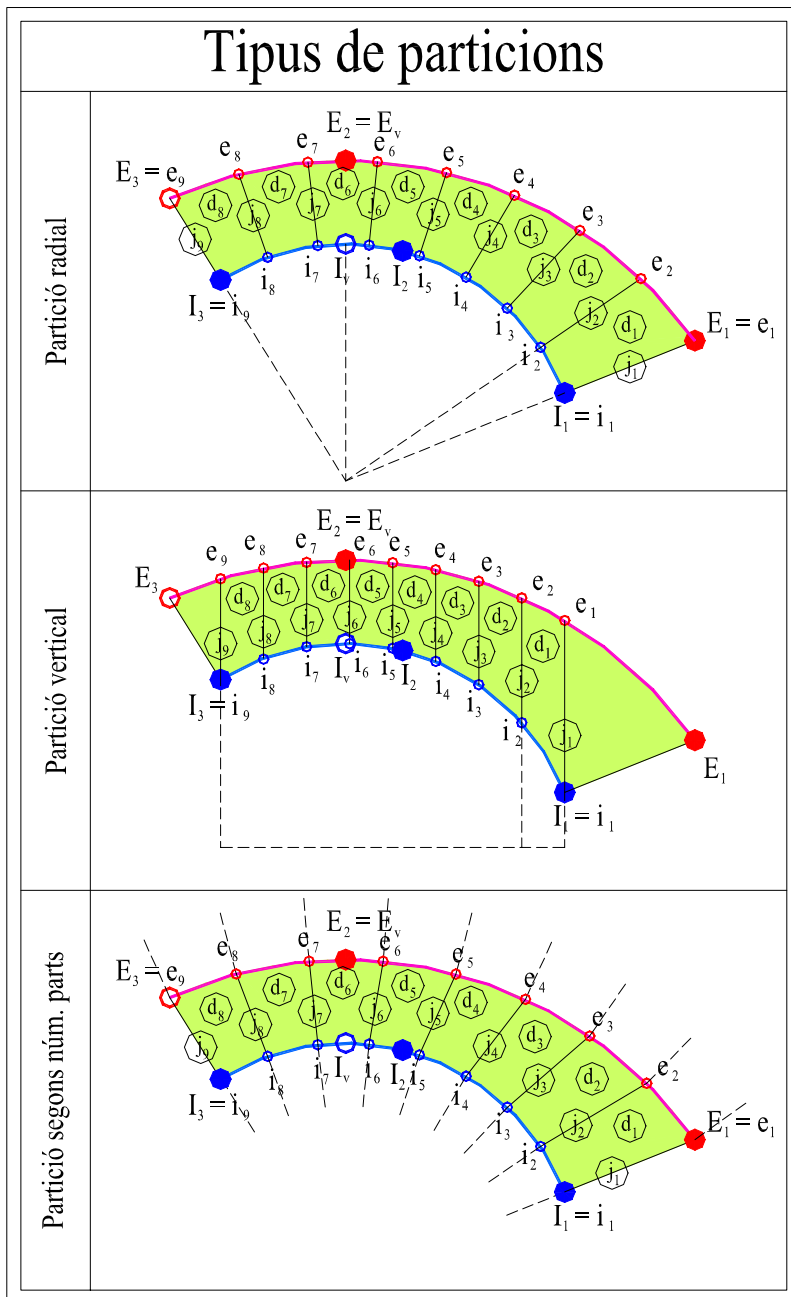 Tipus de particions
Partició radial
E₂ = Eᵥ
E₃ = e₉ e₈ e₇ e₆ e₅ e₄ e₃ e₂
E₁ = e₁
d₈ d₇ d₆ d₅ d₄ d₃ d₂ d₁
j₉ j₈ j₇ j₆ j₅ j₄ j₃ j₂ j₁
I₃ = i₉ i₈ i₇ Iᵥ i₆ I₂ i₅ i₄ i₃ i₂
I₁ = i₁
Partició vertical
E₂ = Eᵥ
E₃ e₉ e₈ e₇ e₆ e₅ e₄ e₃ e₂ e₁
E₁
d₈ d₇ d₆ d₅ d₄ d₃ d₂ d₁
j₉ j₈ j₇ j₆ j₅ j₄ j₃ j₂ j₁
I₃ = i₉ i₈ i₇ Iᵥ i₆ i₅ I₂ i₄ i₃ i₂
I₁ = i₁
Partició segons núm. parts
E₂ = Eᵥ
E₃ = e₉ e₈ e₇ e₆ e₅ e₄ e₃ e₂
E₁ = e₁
d₈ d₇ d₆ d₅ d₄ d₃ d₂ d₁
j₉ j₈ j₇ j₆ j₅ j₄ j₃ j₂ j₁
I₃ = i₉ i₈ i₇ Iᵥ i₆ I₂ i₅ i₄ i₃ i₂
I₁ = i₁